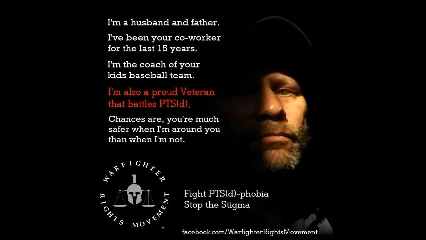 I'm a husband and father.
I've been your co-worker
for the last 15 years.
I'm the coach of your
kids baseball team.
I'm also a proud Veteran
that battles PTS(d),
Chances are, you're much
safer when I'm around you
than when I'm not.
WARFIGHTER
RIGHTS MOVEMENT
Fight PTS(d)-phobia
Stop the Stigma
facebook.com/WarfighterRightsMovement